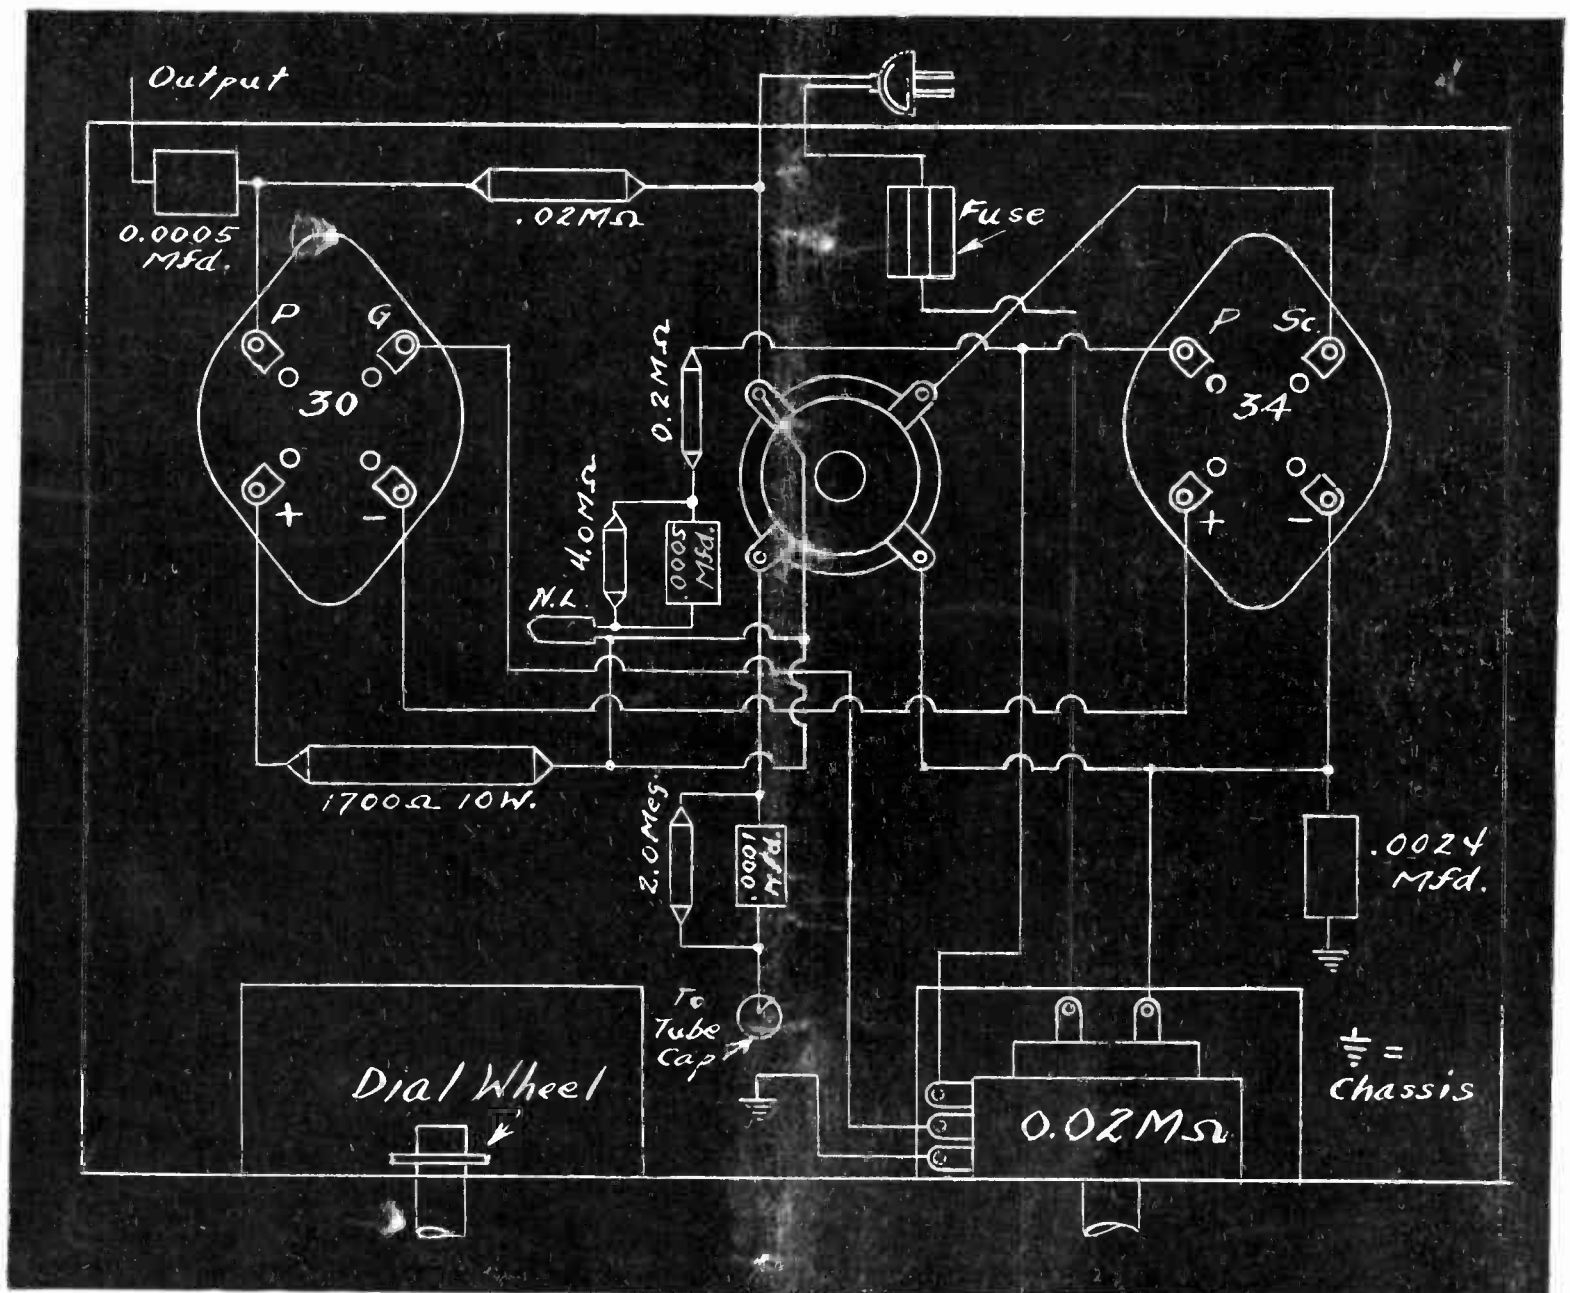 Output
0.0005
Mfd.
.02MΩ
Fuse
P G
30
+ -
0.2MΩ
P Sc.
34
+ -
4.0MΩ
.0005
Mfd.
N.L.
1700Ω 10W.
2.0Meg.
.0001
Mfd.
.0024
Mfd.
To
Tube
Cap
Dial Wheel
0.02MΩ
=
Chassis